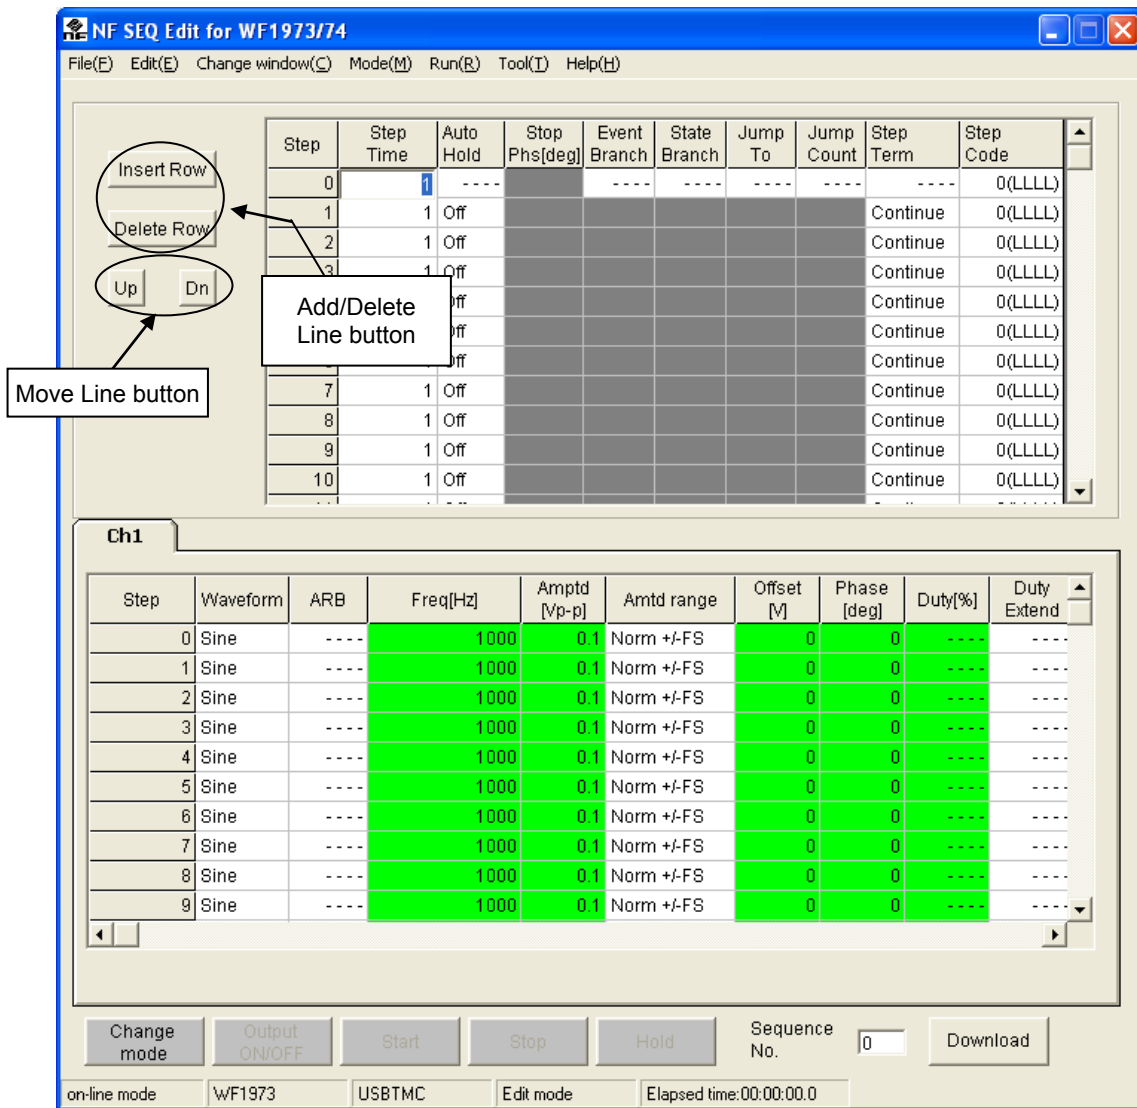 NF SEQ Edit for WF1973/74
File(F) Edit(E) Change window(C) Mode(M) Run(R) Tool(T) Help(H)
Insert Row
Delete Row
Up Dn
Add/Delete
Line button
Move Line button
Step Step Time Auto Hold Stop Phs[deg] Event Branch State Branch Jump To Jump Count Step Term Step Code
0 1 ---- ---- ---- ---- ---- ---- 0(LLLL)
1 1 Off Continue 0(LLLL)
2 1 Off Continue 0(LLLL)
3 1 Off Continue 0(LLLL)
Off Continue 0(LLLL)
Off Continue 0(LLLL)
Off Continue 0(LLLL)
7 1 Off Continue 0(LLLL)
8 1 Off Continue 0(LLLL)
9 1 Off Continue 0(LLLL)
10 1 Off Continue 0(LLLL)
Ch1
Step Waveform ARB Freq[Hz] Amptd [Vp-p] Amtd range Offset [V] Phase [deg] Duty[%] Duty Extend
0 Sine ---- 1000 0.1 Norm +/-FS 0 0 ---- ----
1 Sine ---- 1000 0.1 Norm +/-FS 0 0 ---- ----
2 Sine ---- 1000 0.1 Norm +/-FS 0 0 ---- ----
3 Sine ---- 1000 0.1 Norm +/-FS 0 0 ---- ----
4 Sine ---- 1000 0.1 Norm +/-FS 0 0 ---- ----
5 Sine ---- 1000 0.1 Norm +/-FS 0 0 ---- ----
6 Sine ---- 1000 0.1 Norm +/-FS 0 0 ---- ----
7 Sine ---- 1000 0.1 Norm +/-FS 0 0 ---- ----
8 Sine ---- 1000 0.1 Norm +/-FS 0 0 ---- ----
9 Sine ---- 1000 0.1 Norm +/-FS 0 0 ---- ----
Change mode Output ON/OFF Start Stop Hold Sequence No. 0 Download
on-line mode WF1973 USBTMC Edit mode Elapsed time:00:00:00.0